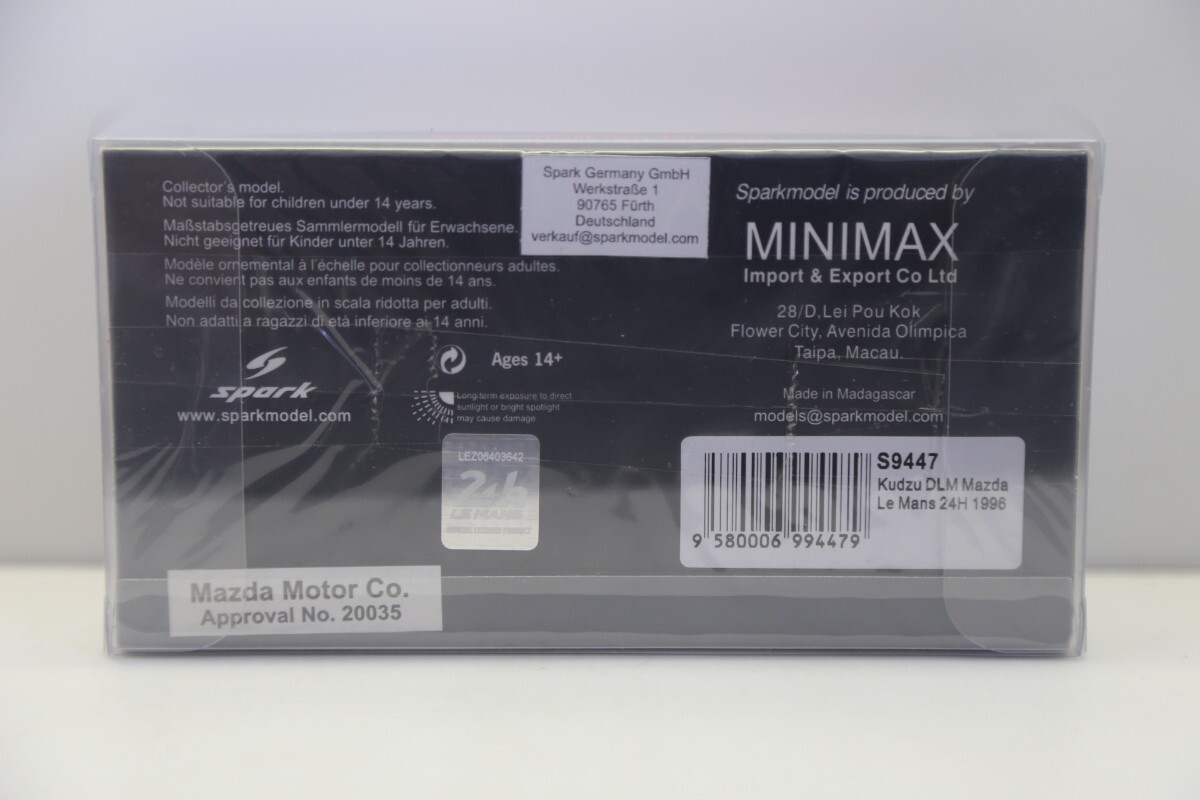 Collector's model.
Not suitable for children under 14 years.
Maßstabsgetreues Sammlermodell für Erwachsene.
Nicht geeignet für Kinder unter 14 Jahren.
Modèle ornemental à l'échelle pour collectionneurs adultes.
Ne convient pas aux enfants de moins de 14 ans.
Modelli da collezione in scala ridotta per adulti.
Non adatti a ragazzi di età inferiore ai 14 anni.
spark
www.sparkmodel.com
Ages 14+
Long-term exposure to direct
sunlight or bright spotlight
may cause damage
Spark Germany GmbH
Werkstraße 1
90765 Fürth
Deutschland
verkauf@sparkmodel.com
Sparkmodel is produced by
MINIMAX
Import & Export Co Ltd
28/D, Lei Pou Kok
Flower City, Avenida Olimpica
Taipa, Macau.
Made in Madagascar
models@sparkmodel.com
LEZ06403642
24h
LE MANS
OFFICIAL LICENSED PRODUCT
S9447
Kudzu DLM Mazda
Le Mans 24H 1996
9 580006 994479
Mazda Motor Co.
Approval No. 20035